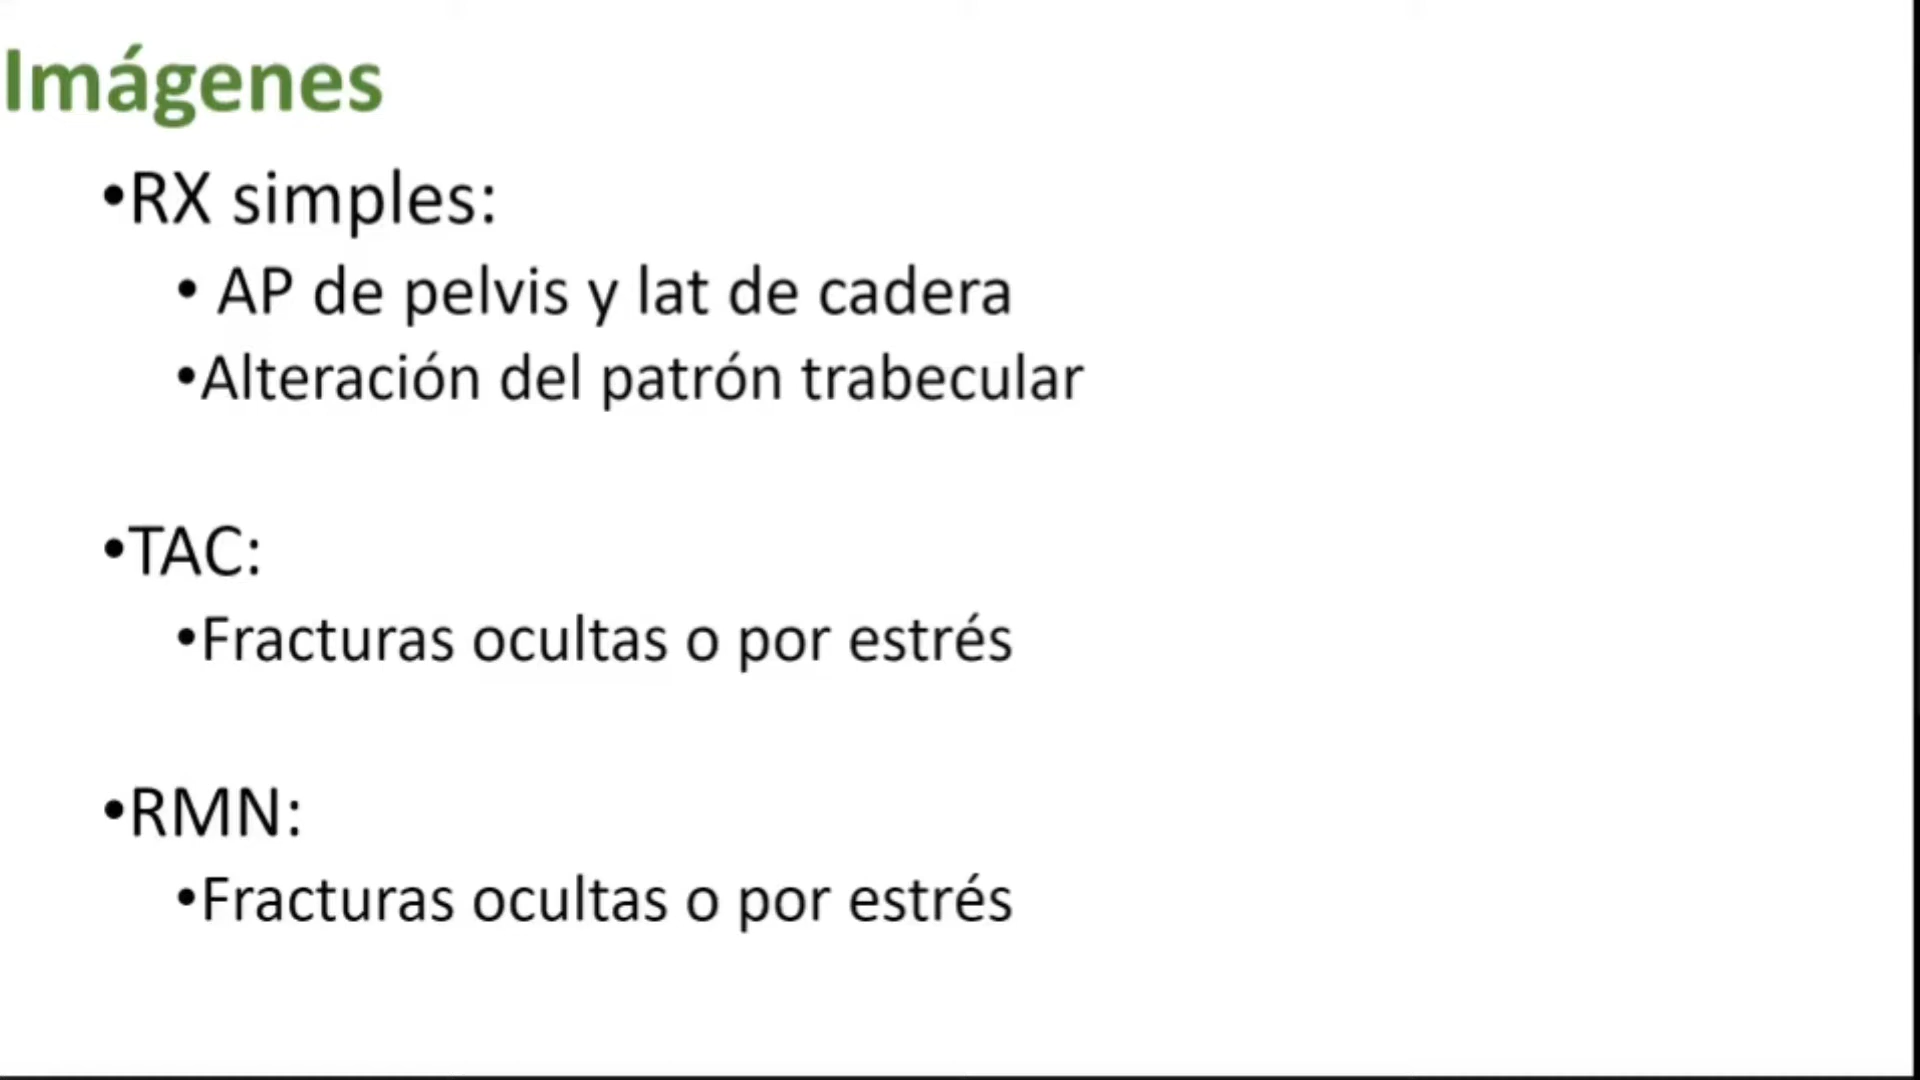 Imágenes
•RX simples:
• AP de pelvis y lat de cadera
•Alteración del patrón trabecular
•TAC:
•Fracturas ocultas o por estrés
•RMN:
•Fracturas ocultas o por estrés